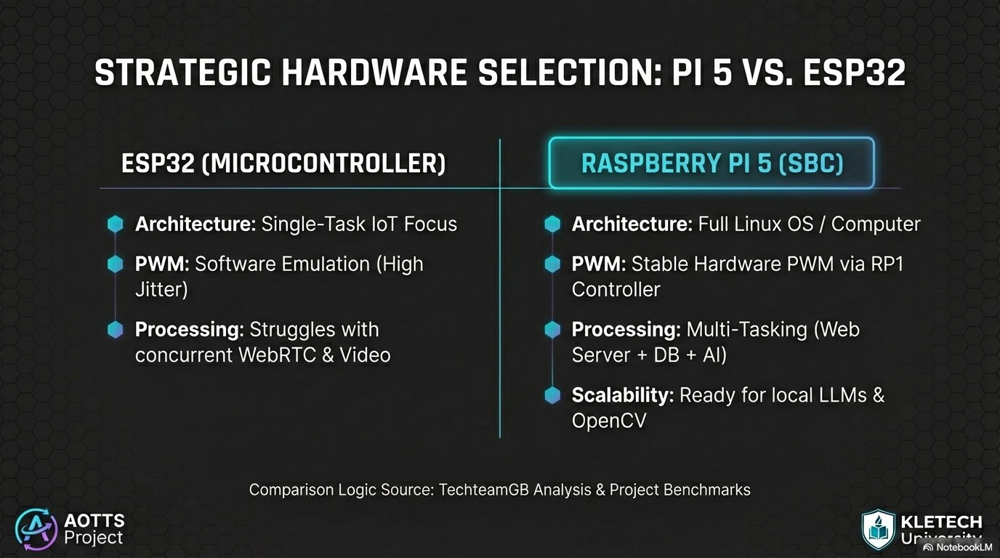 STRATEGIC HARDWARE SELECTION: PI 5 VS. ESP32
ESP32 (MICROCONTROLLER)
Architecture: Single-Task IoT Focus
PWM: Software Emulation (High
Jitter)
Processing: Struggles with
concurrent WebRTC & Video
RASPBERRY PI 5 (SBC)
Architecture: Full Linux OS / Computer
PWM: Stable Hardware PWM via RP1
Controller
Processing: Multi-Tasking (Web
Server + DB + AI)
Scalability: Ready for local LLMs &
OpenCV
Comparison Logic Source: TechteamGB Analysis & Project Benchmarks
AOTTS
Project
KLETECH
University
NotebookLM